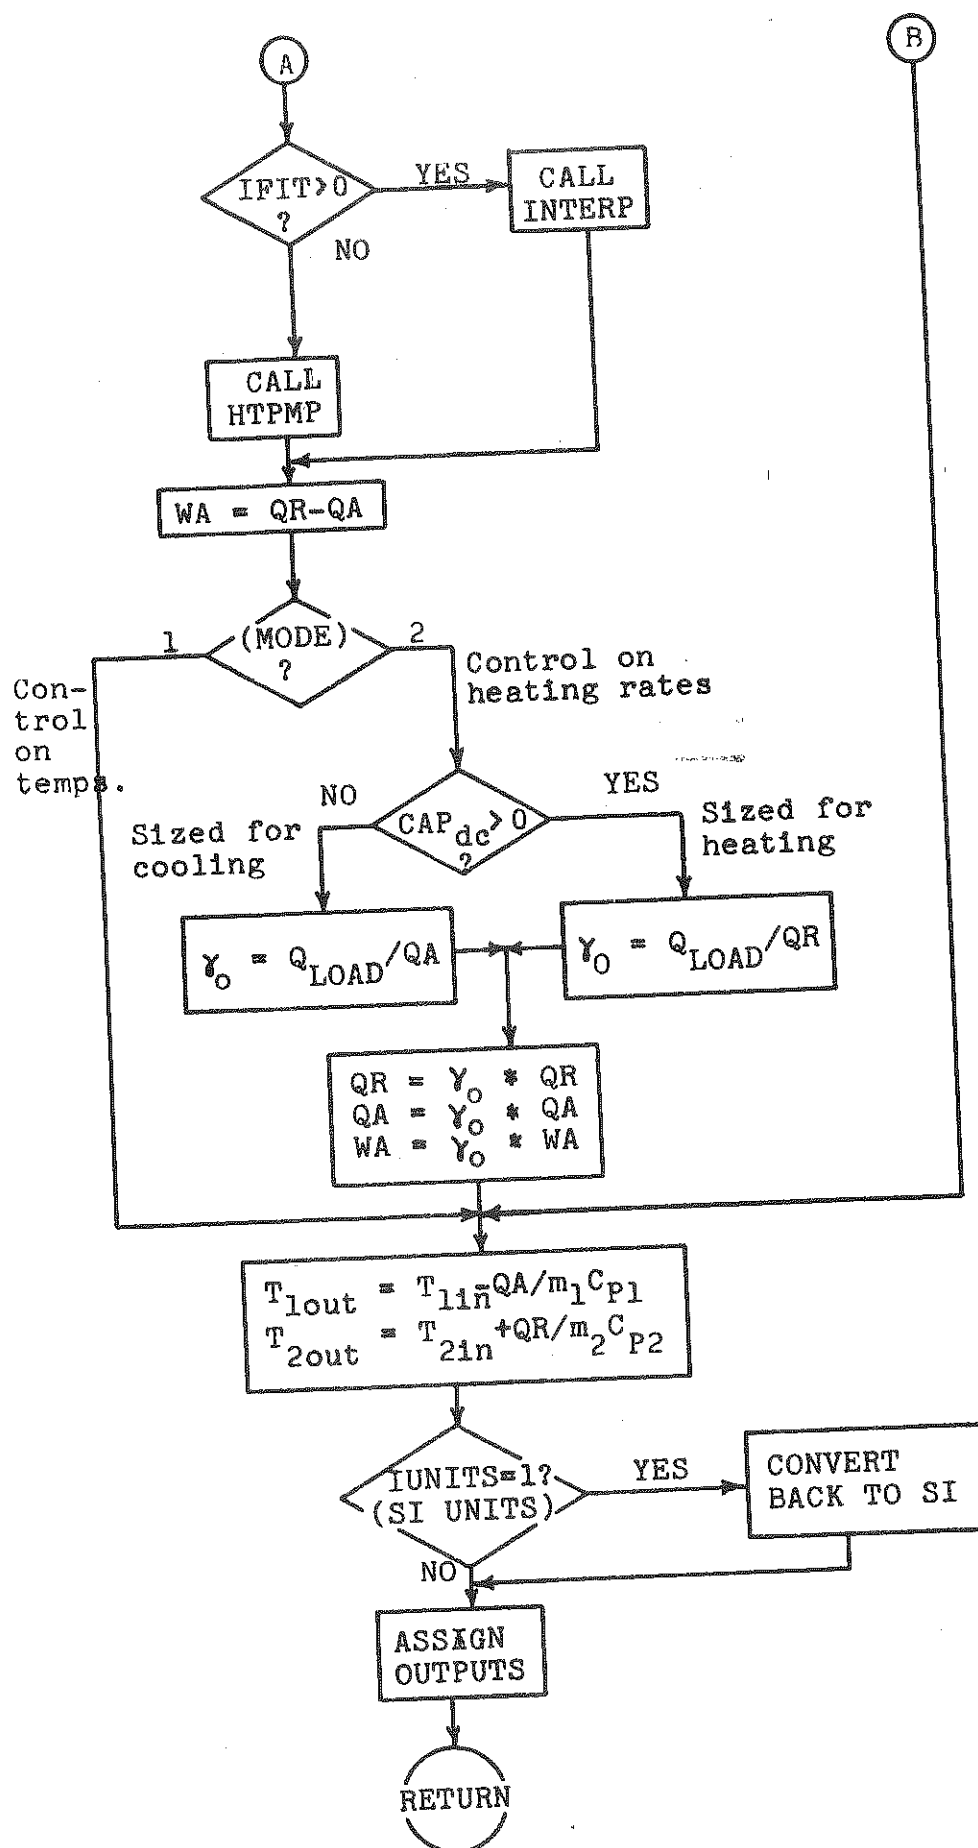 A
B
IFIT>0
?
YES
NO
CALL
INTERP
CALL
HTPMP
WA = QR-QA
1
(MODE)
?
2
Con-
trol
on
temps.
Control on
heating rates
NO
CAPdc>0
?
YES
Sized for
cooling
Sized for
heating
γo = QLOAD/QA
γo = QLOAD/QR
QR = γo * QR
QA = γo * QA
WA = γo * WA
T1out = T1in-QA/m1CP1
T2out = T2in+QR/m2CP2
IUNITS=1?
(SI UNITS)
YES
NO
CONVERT
BACK TO SI
ASSIGN
OUTPUTS
RETURN